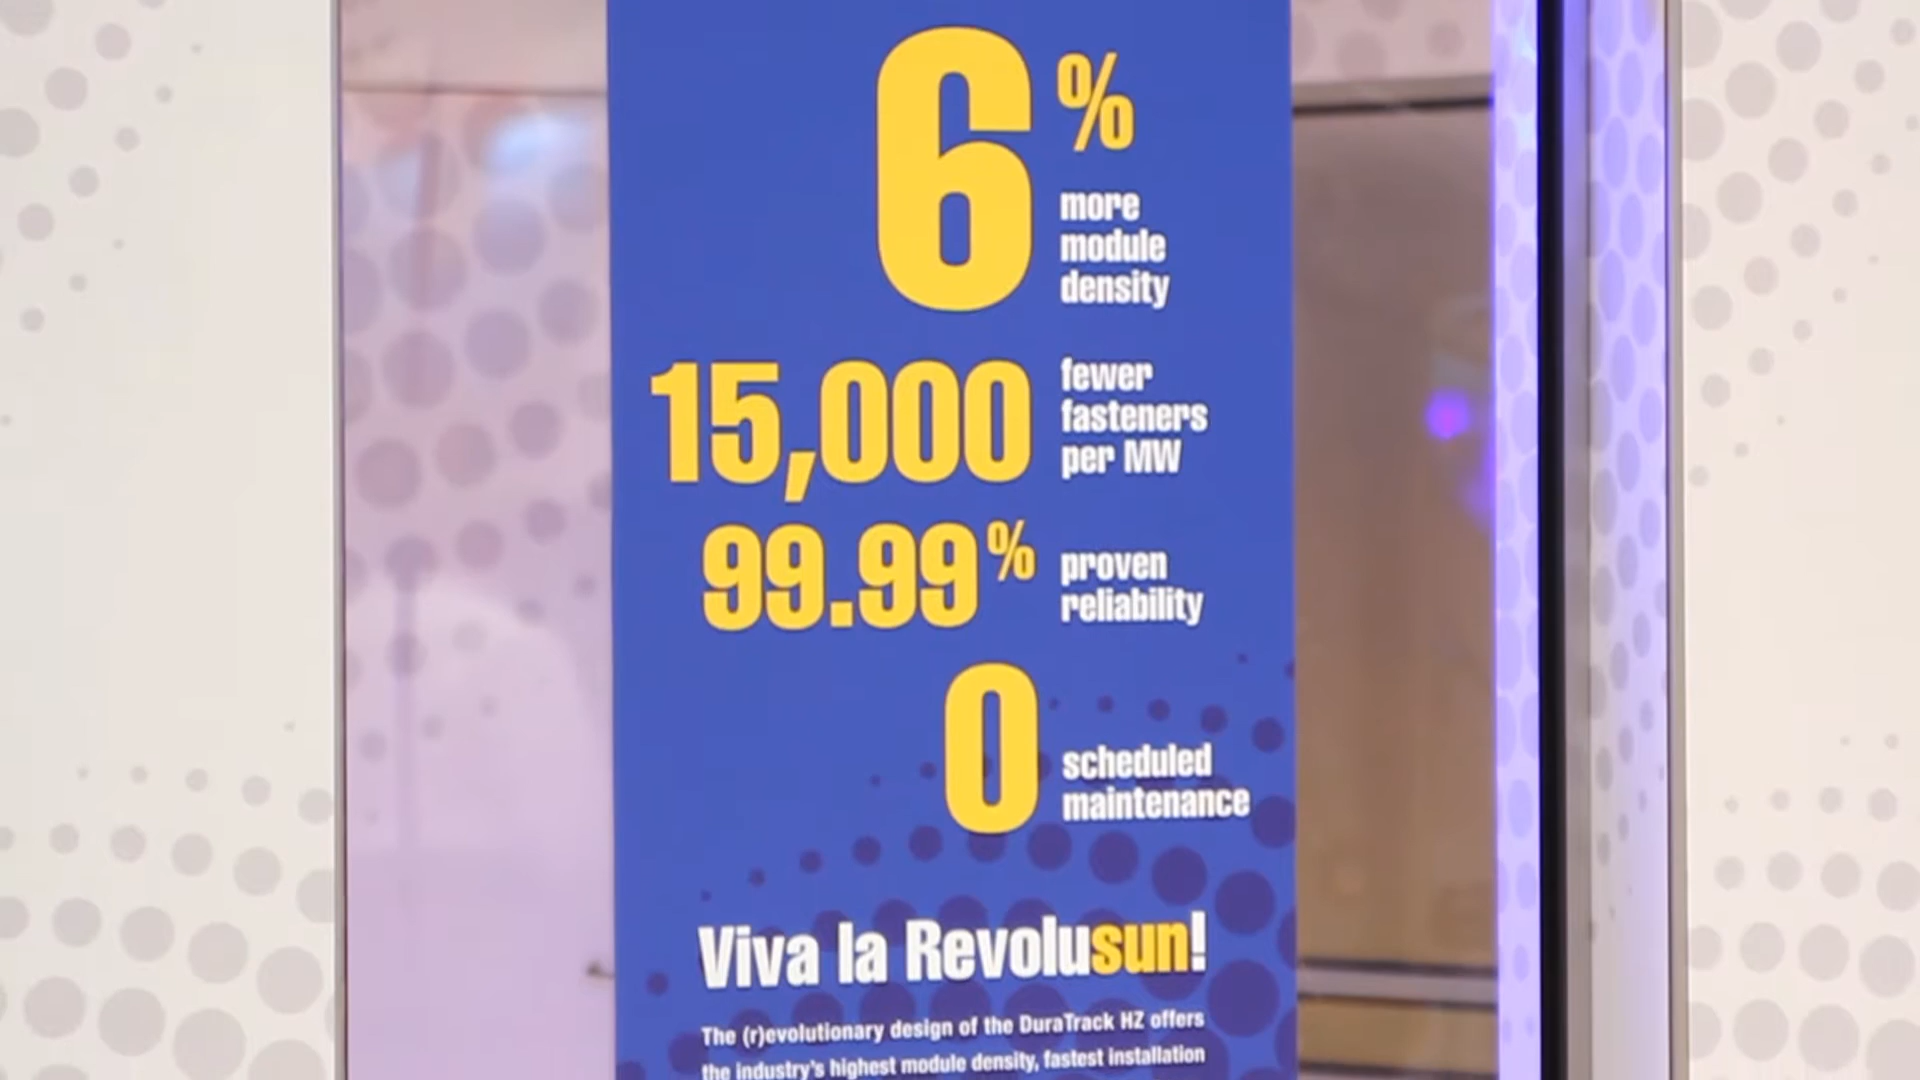 6%
more
module
density
15,000
fewer
fasteners
per MW
99.99%
proven
reliability
0
scheduled
maintenance
Viva la Revolusun!
The (r)evolutionary design of the DuraTrack HZ offers
the industry's highest module density, fastest installation